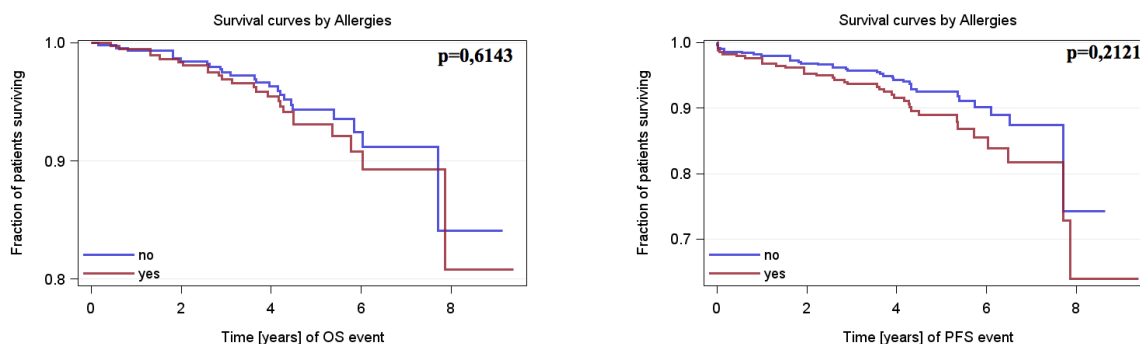 Survival curves by Allergies
p=0,6143
Fraction of patients surviving
1.0
0.9
0.8
no
yes
0 2 4 6 8
Time [years] of OS event
Survival curves by Allergies
p=0,2121
Fraction of patients surviving
1.0
0.9
0.8
0.7
no
yes
0 2 4 6 8
Time [years] of PFS event